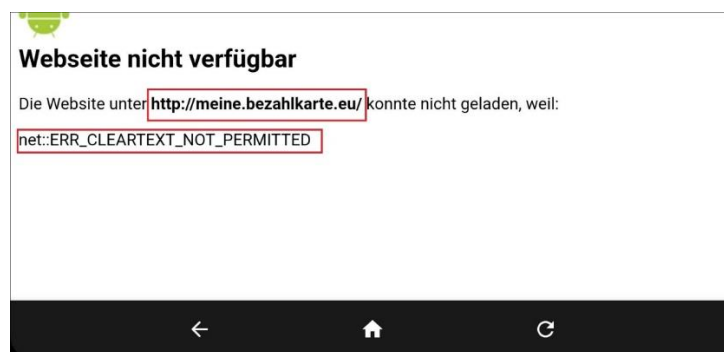 Webseite nicht verfügbar
Die Website unter http://meine.bezahlkarte.eu/ konnte nicht geladen, weil:
net::ERR_CLEARTEXT_NOT_PERMITTED